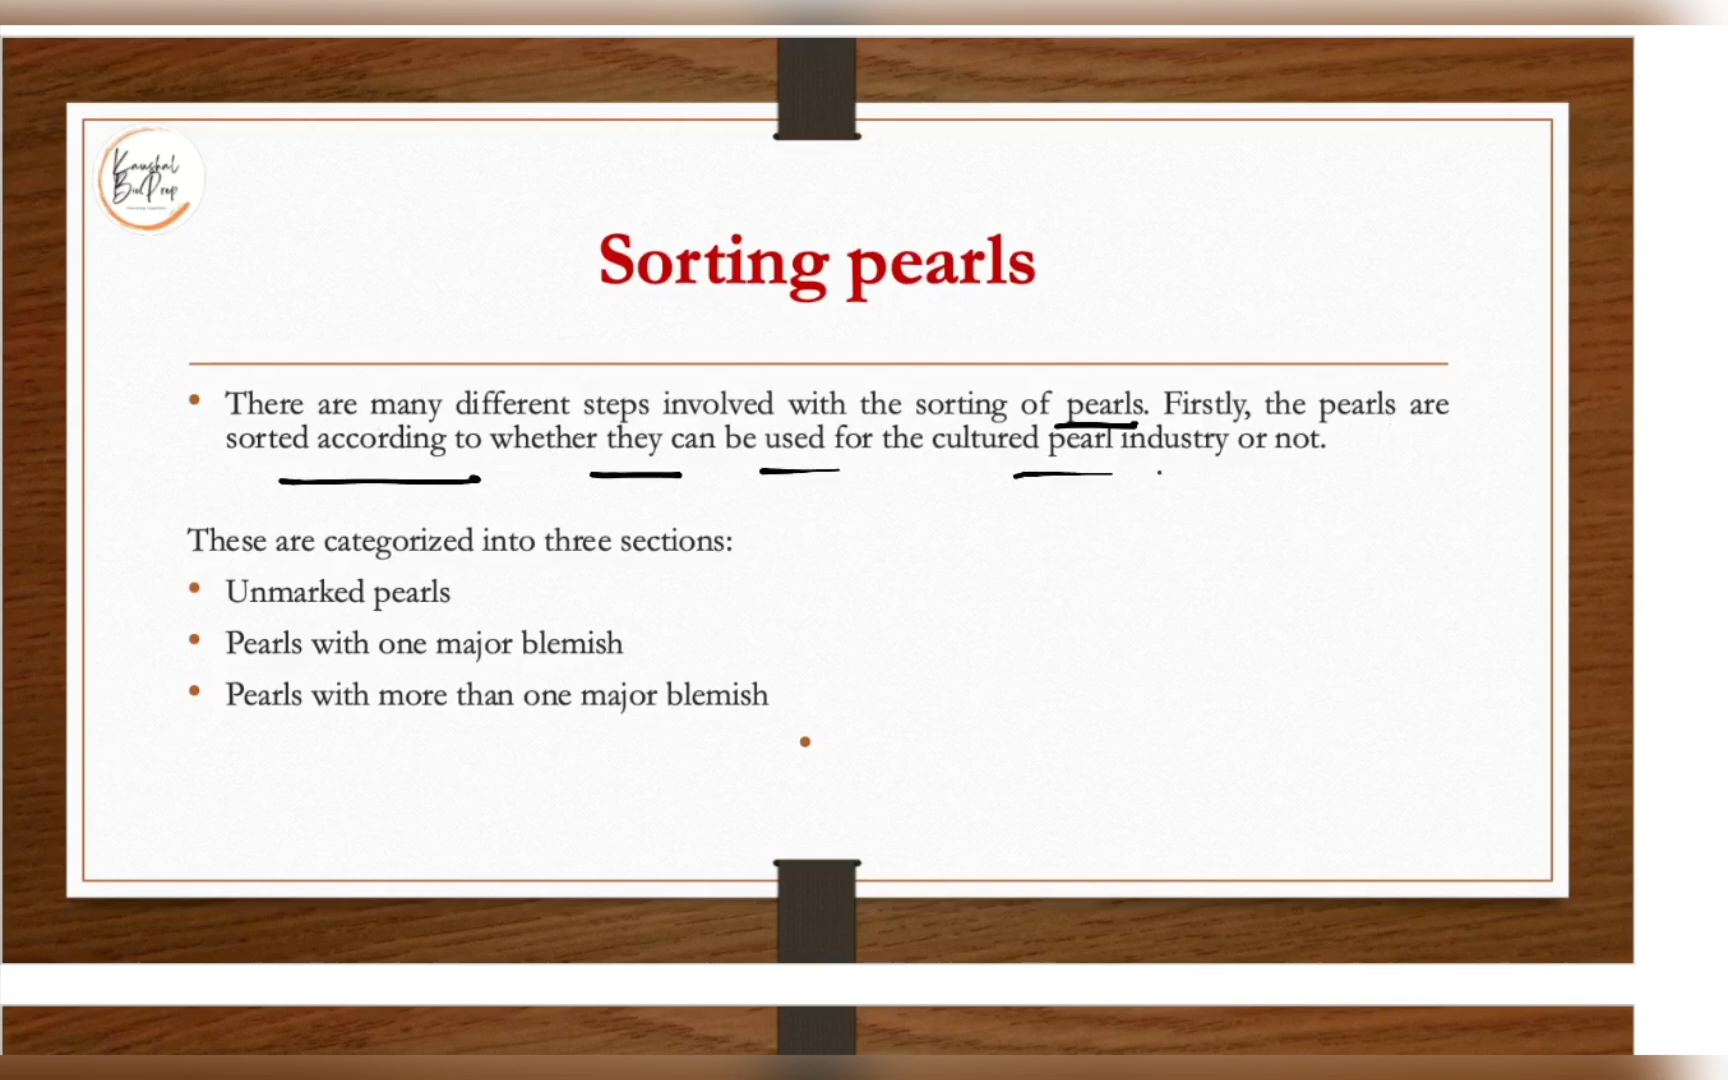 Kaushal
BioPrep
Sorting pearls
• There are many different steps involved with the sorting of pearls. Firstly, the pearls are
sorted according to whether they can be used for the cultured pearl industry or not.
These are categorized into three sections:
• Unmarked pearls
• Pearls with one major blemish
• Pearls with more than one major blemish
•